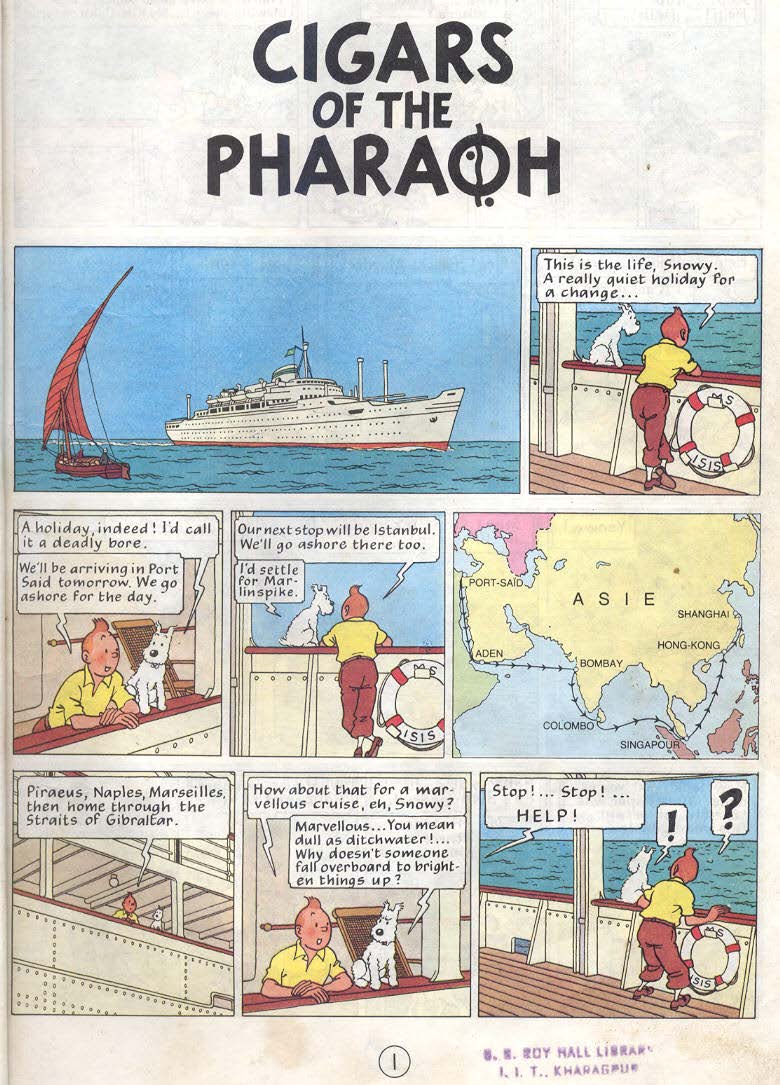 CIGARS
OF THE
PHARAOH
This is the life, Snowy.
A really quiet holiday for
a change...
MS
ISIS
A holiday, indeed! I'd call
it a deadly bore.
We'll be arriving in Port
Said tomorrow. We go
ashore for the day.
Our next stop will be Istanbul.
We'll go ashore there too.
I'd settle
for Mar-
linspike.
MS
ISIS
PORT-SAÏD
ASIE
SHANGHAI
HONG-KONG
ADEN
BOMBAY
COLOMBO
SINGAPOUR
Piraeus, Naples, Marseilles,
then home through the
Straits of Gibraltar.
How about that for a mar-
vellous cruise, eh, Snowy?
Marvellous...You mean
dull as ditchwater!...
Why doesn't someone
fall overboard to bright-
en things up?
Stop!... Stop!...
HELP!
!
?
MS
ISIS
1
ROY HALL LIBRARY
I. I. T., KHARAGPUR